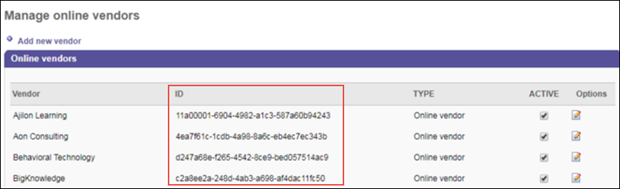 Manage online vendors
Add new vendor
Online vendors
Vendor ID TYPE ACTIVE Options
Ajilon Learning 11a00001-6904-4982-a1c3-587a60b94243 Online vendor
Aon Consulting 4ea7f61c-1cdb-4a98-8a6c-eb4ec7ec343b Online vendor
Behavioral Technology d247a68e-f265-4542-8ce9-bed057514ac9 Online vendor
BigKnowledge c2a8ee2a-248d-4ab3-a698-af4dac11fc50 Online vendor